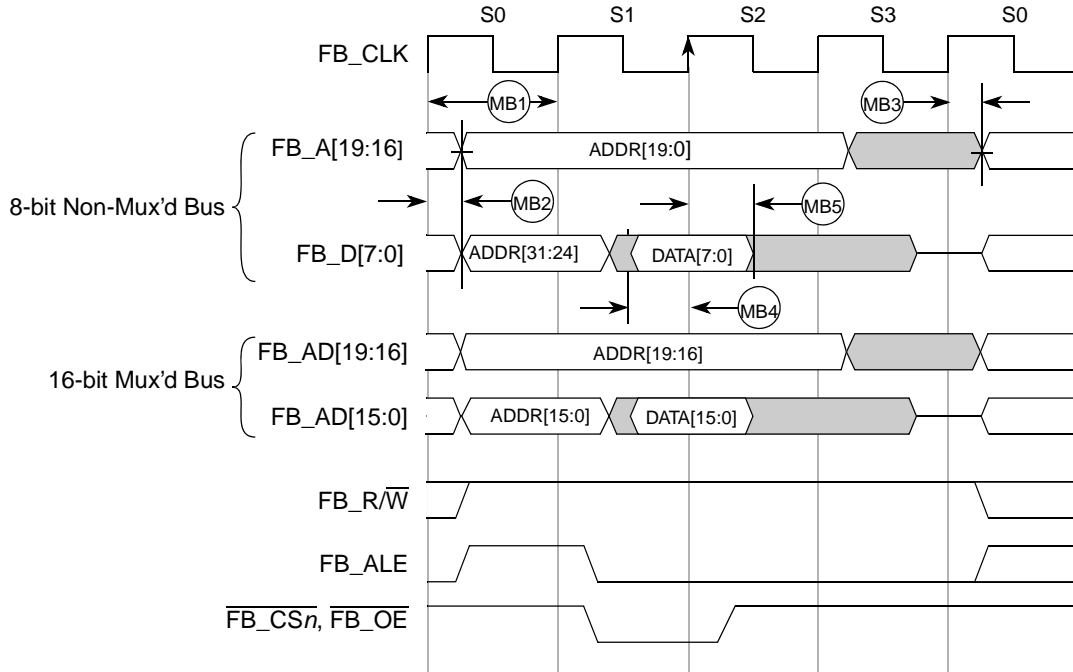 S0 S1 S2 S3 S0
FB_CLK
MB1 MB3
FB_A[19:16] ADDR[19:0]
8-bit Non-Mux'd Bus
MB2 MB5
FB_D[7:0] ADDR[31:24] DATA[7:0]
MB4
FB_AD[19:16] ADDR[19:16]
16-bit Mux'd Bus
FB_AD[15:0] ADDR[15:0] DATA[15:0]
FB_R/W̅
FB_ALE
F̅B̅_̅C̅S̅n̅, F̅B̅_̅O̅E̅